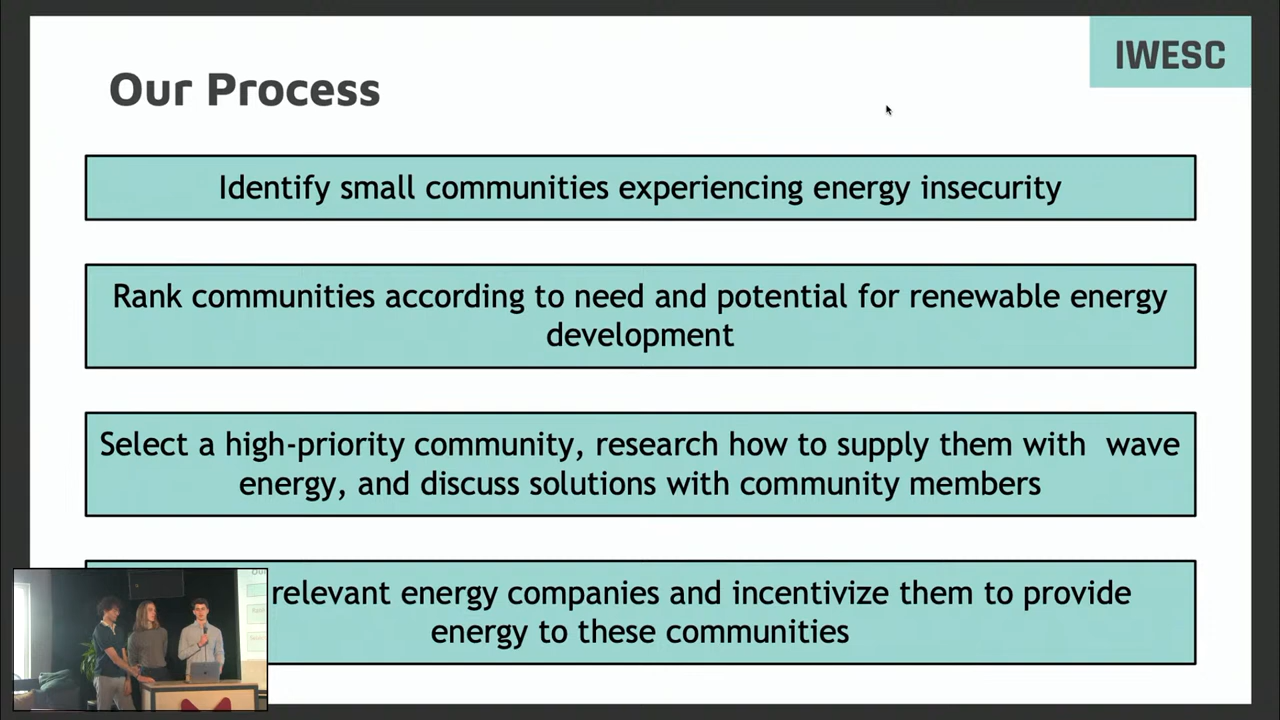 IWESC
Our Process
Identify small communities experiencing energy insecurity
Rank communities according to need and potential for renewable energy
development
Select a high-priority community, research how to supply them with wave
energy, and discuss solutions with community members
relevant energy companies and incentivize them to provide
energy to these communities